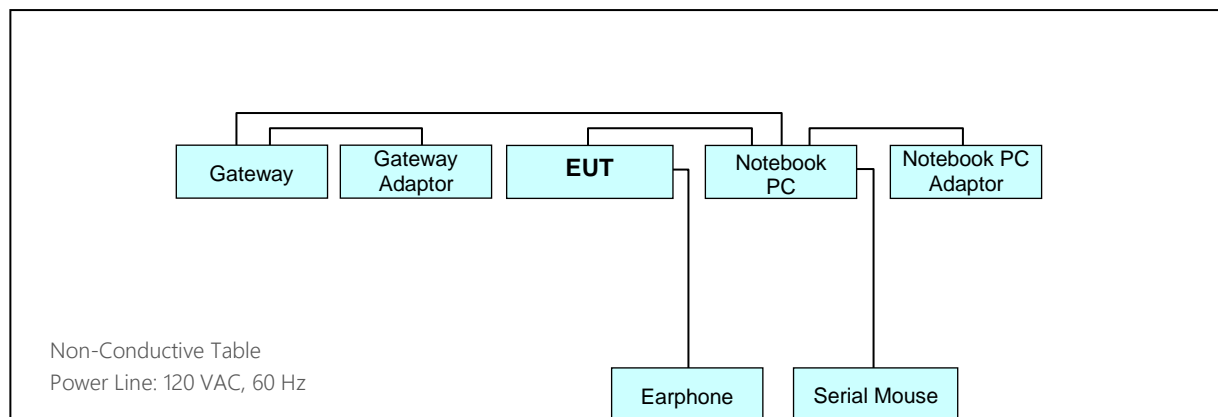 Gateway
Gateway
Adaptor
EUT
Notebook
PC
Notebook PC
Adaptor
Non-Conductive Table
Power Line: 120 VAC, 60 Hz
Earphone
Serial Mouse